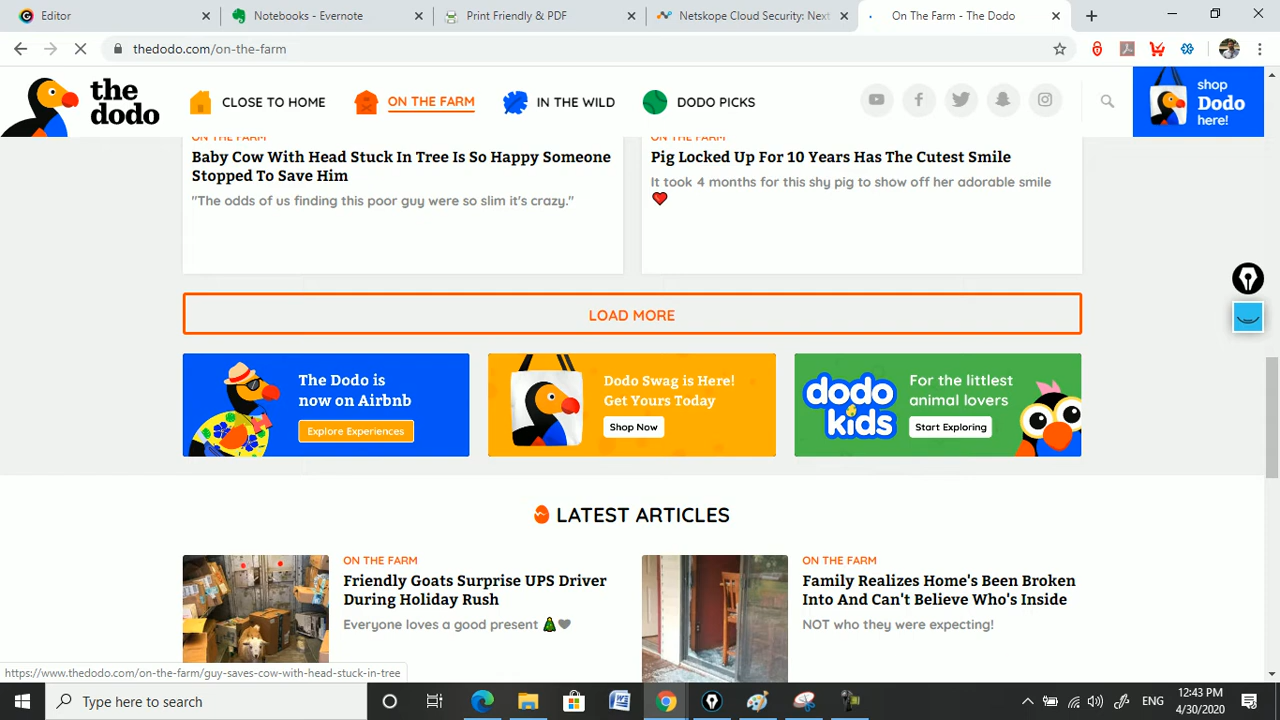 Editor
Notebooks - Evernote
Print Friendly & PDF
Netskope Cloud Security: Next
On The Farm - The Dodo
thedodo.com/on-the-farm
the dodo
CLOSE TO HOME
ON THE FARM
IN THE WILD
DODO PICKS
shop
Dodo
here!
ON THE FARM
Baby Cow With Head Stuck In Tree Is So Happy Someone
Stopped To Save Him
"The odds of us finding this poor guy were so slim it's crazy."
ON THE FARM
Pig Locked Up For 10 Years Has The Cutest Smile
It took 4 months for this shy pig to show off her adorable smile
❤️
LOAD MORE
The Dodo is
now on Airbnb
Explore Experiences
Dodo Swag is Here!
Get Yours Today
Shop Now
dodo
kids
For the littlest
animal lovers
Start Exploring
LATEST ARTICLES
ON THE FARM
Friendly Goats Surprise UPS Driver
During Holiday Rush
Everyone loves a good present 🎄❤
ON THE FARM
Family Realizes Home's Been Broken
Into And Can't Believe Who's Inside
NOT who they were expecting!
https://www.thedodo.com/on-the-farm/guy-saves-cow-with-head-stuck-in-tree
Type here to search
ENG
12:43 PM
4/30/2020